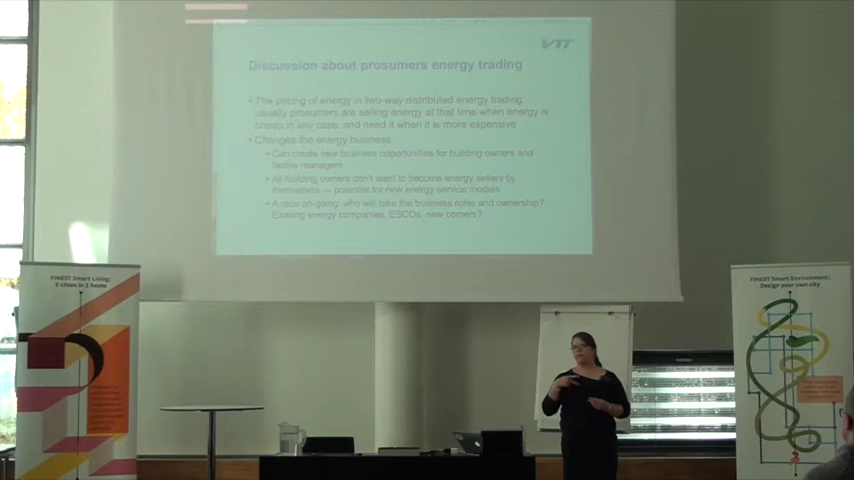 VTT
Discussion about prosumers energy trading
• The pricing of energy in two-way distributed energy trading:
usually prosumers are selling energy at that time when energy is
cheap in any case, and need it when it is more expensive
• Changes the energy business
• Can create new business opportunities for building owners and
facility managers
• All building owners don't want to become energy sellers by
themselves → potential for new energy service models
• A race on-going: who will take the business roles and ownership?
Existing energy companies, ESCOs, new comers?
FINEST Smart Living:
3 cities in 1 home
FINEST Smart Environment:
Design your own city